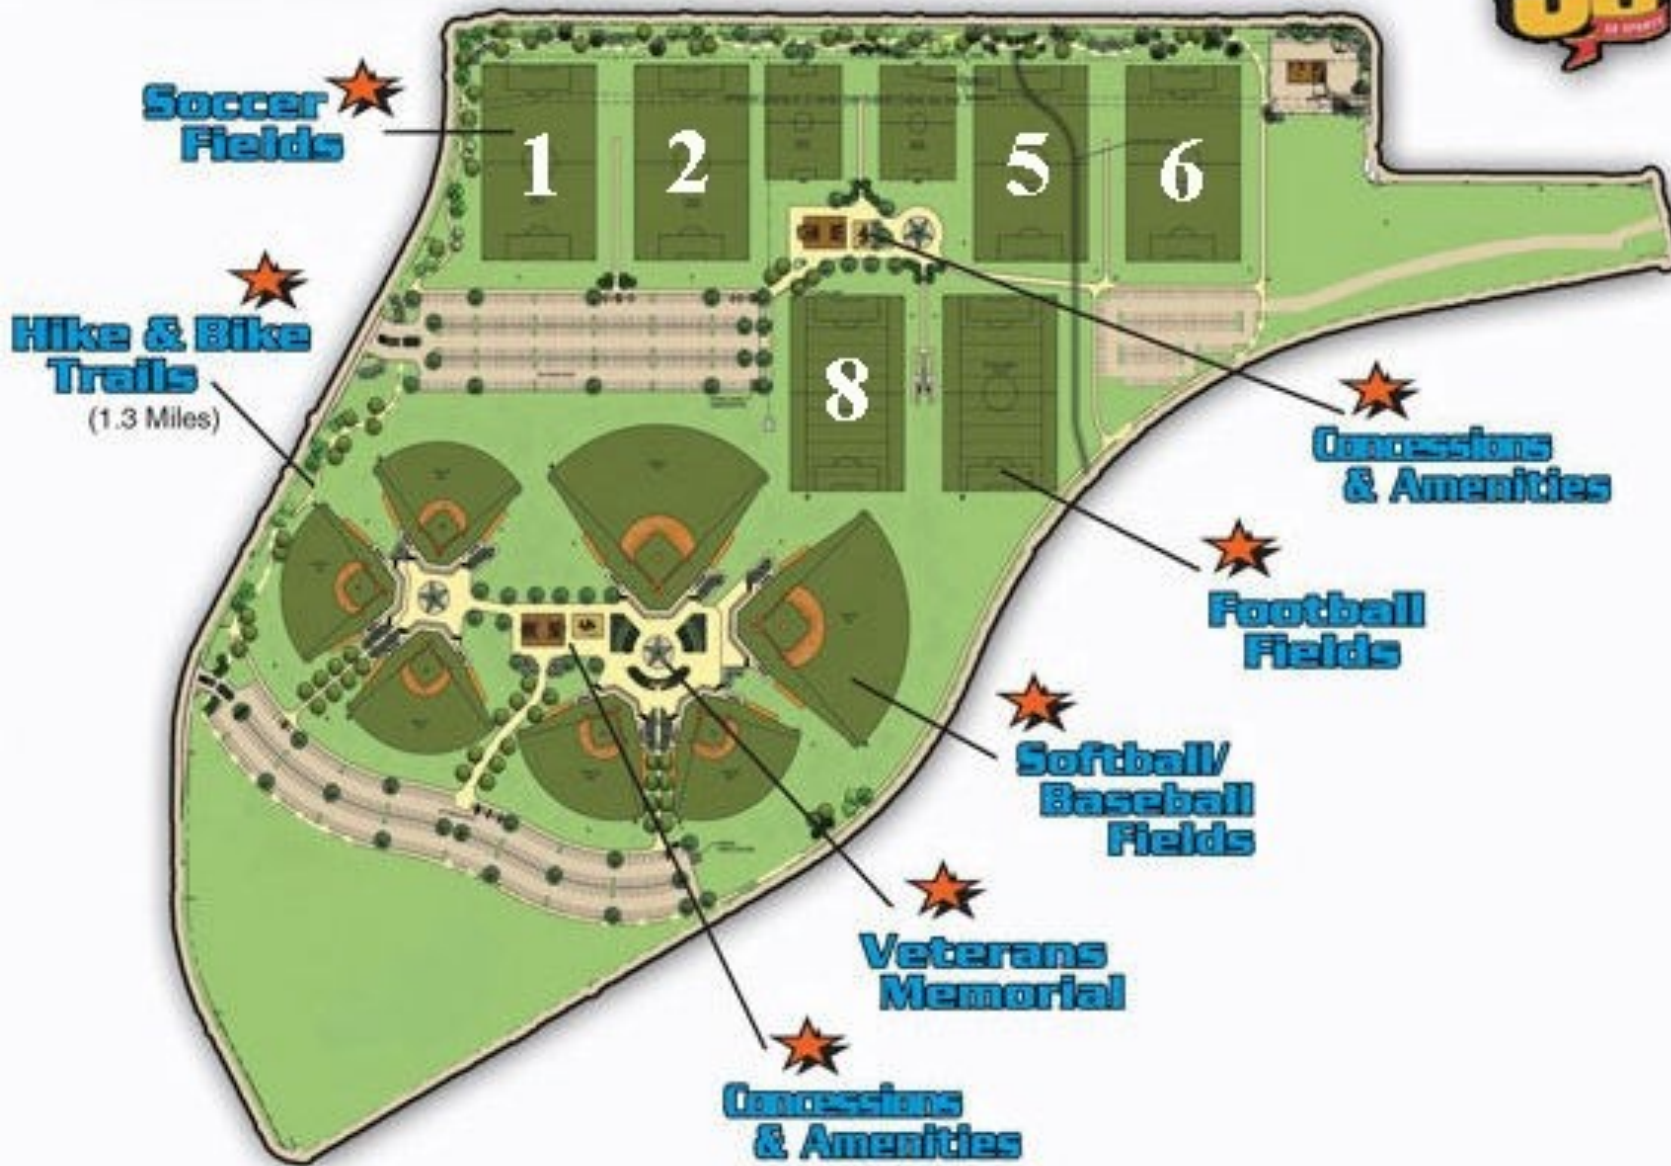 Soccer
Fields
1
2
5
6
Hike & Bike
Trails
(1.3 Miles)
8
Concessions
& Amenities
Football
Fields
Softball/
Baseball
Fields
Veterans
Memorial
Concessions
& Amenities